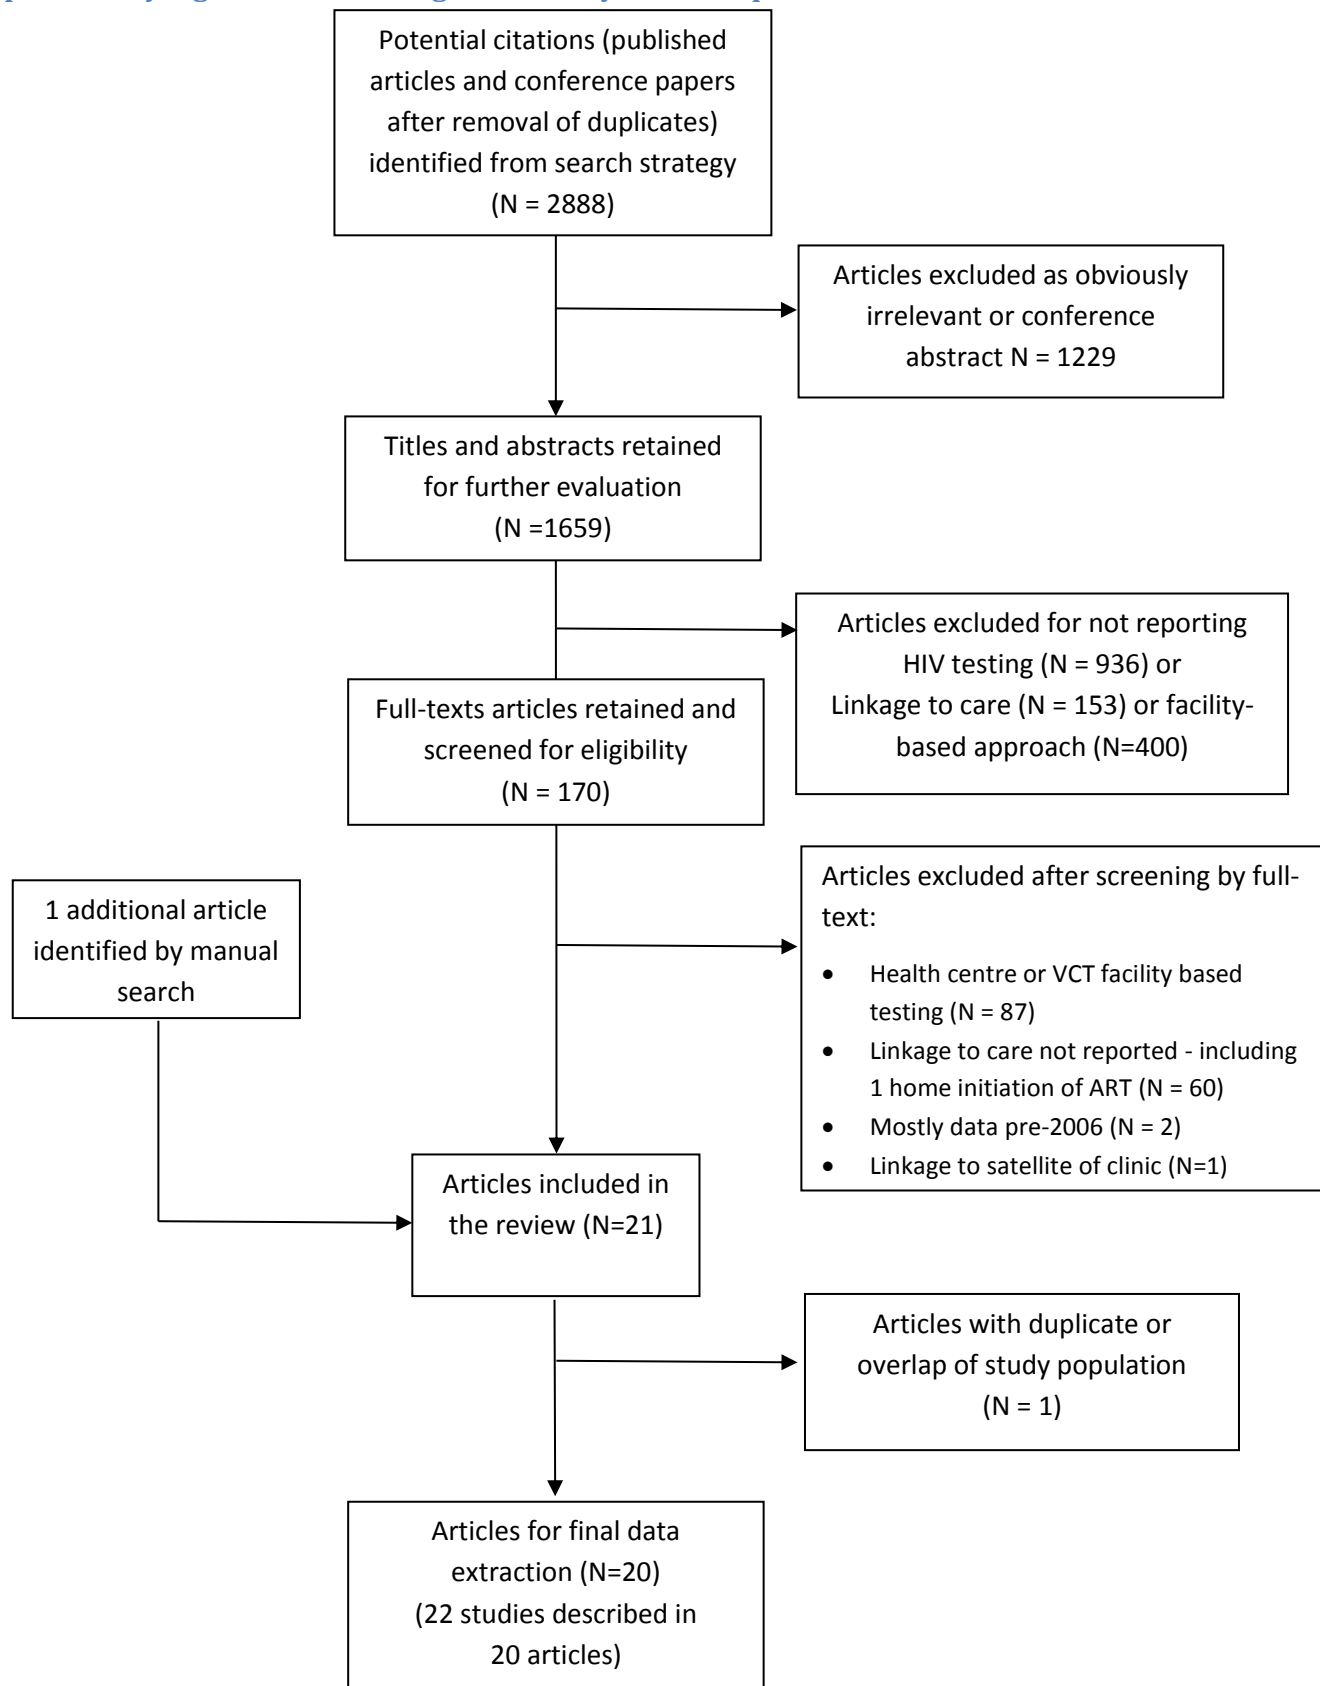 Potential citations (published
articles and conference papers
after removal of duplicates)
identified from search strategy
(N = 2888)
Articles excluded as obviously
irrelevant or conference
abstract N = 1229
Titles and abstracts retained
for further evaluation
(N =1659)
Articles excluded for not reporting
HIV testing (N = 936) or
Linkage to care (N = 153) or facility-
based approach (N=400)
Full-texts articles retained and
screened for eligibility
(N = 170)
Articles excluded after screening by full-
text:
• Health centre or VCT facility based
testing (N = 87)
• Linkage to care not reported - including
1 home initiation of ART (N = 60)
• Mostly data pre-2006 (N = 2)
• Linkage to satellite of clinic (N=1)
1 additional article
identified by manual
search
Articles included in
the review (N=21)
Articles with duplicate or
overlap of study population
(N = 1)
Articles for final data
extraction (N=20)
(22 studies described in
20 articles)